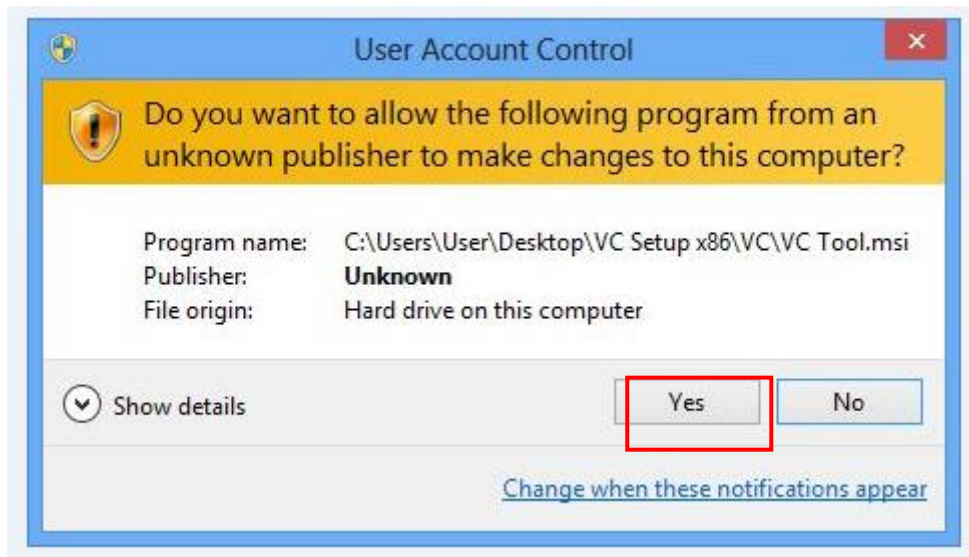 User Account Control
Do you want to allow the following program from an
unknown publisher to make changes to this computer?
Program name: C:\Users\User\Desktop\VC Setup x86\VC\VC Tool.msi
Publisher: Unknown
File origin: Hard drive on this computer
Show details Yes No
Change when these notifications appear